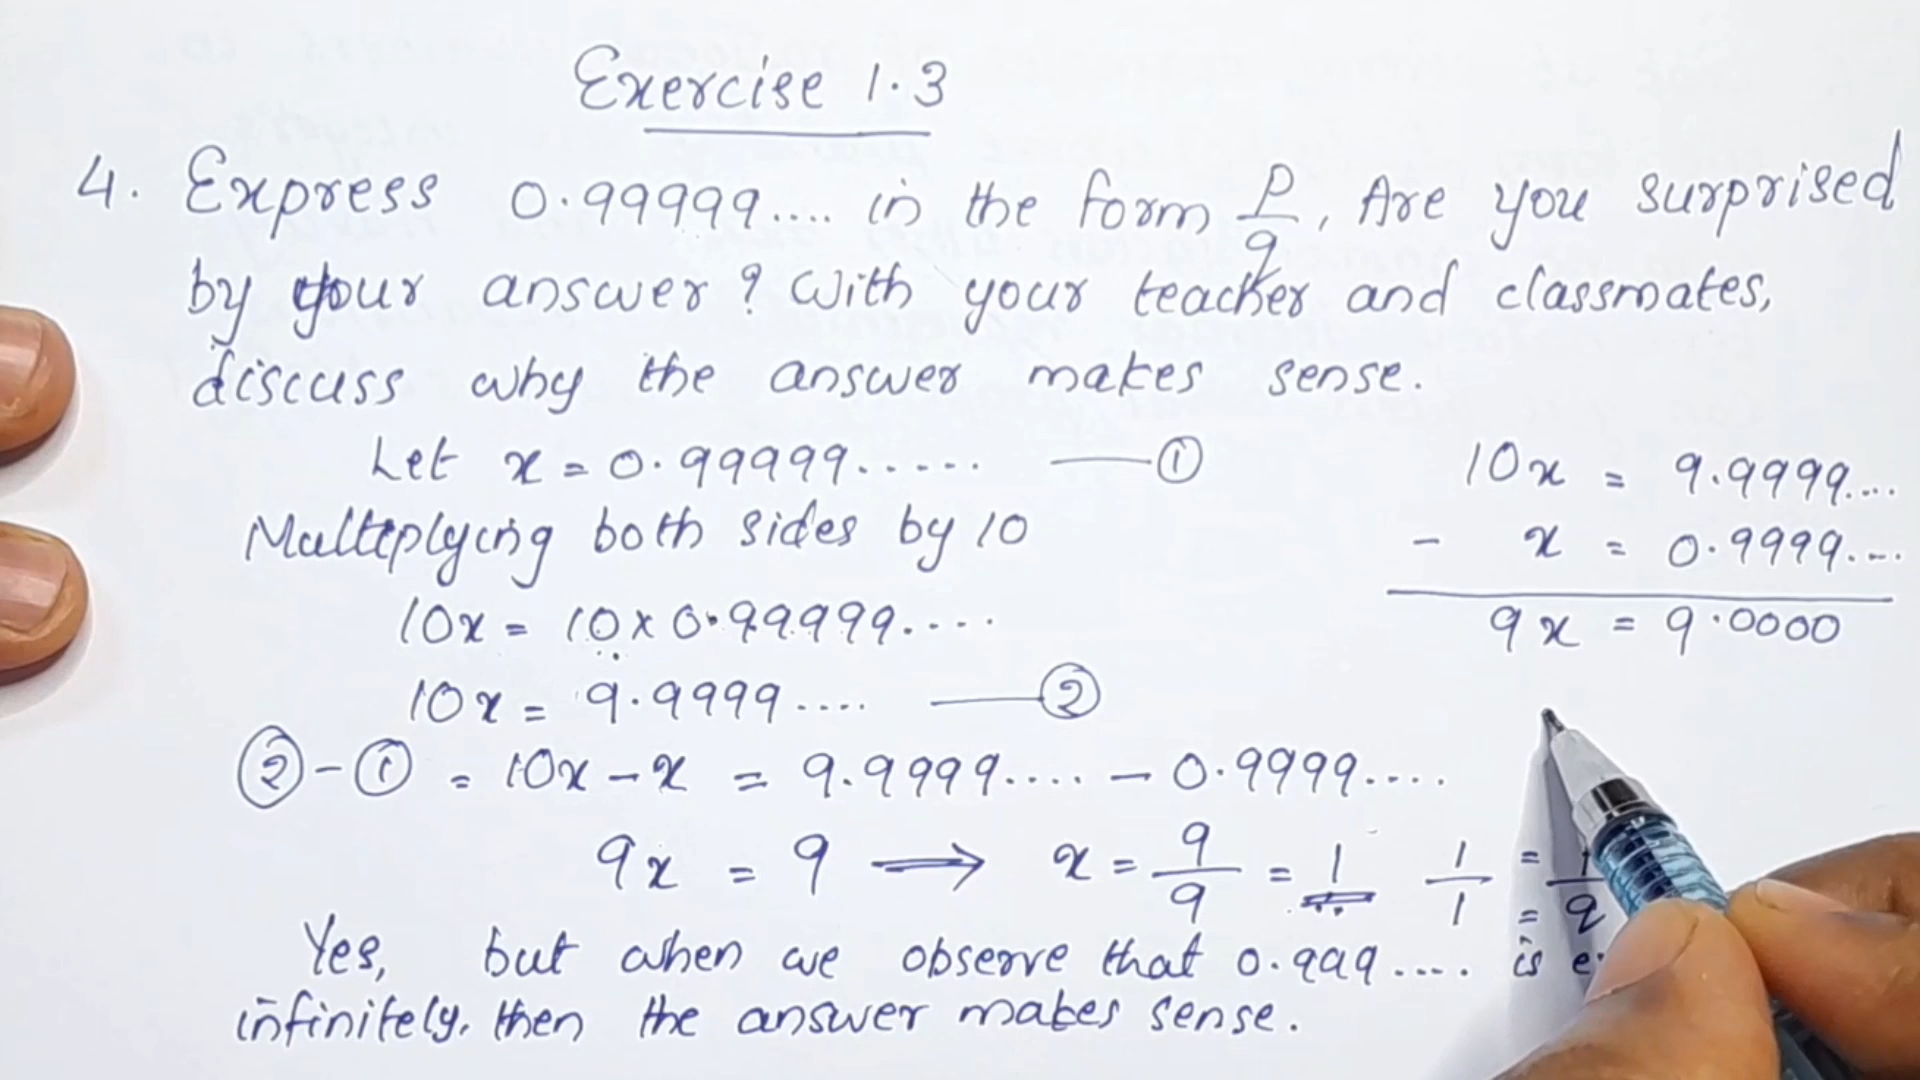 Exercise 1.3
4. Express 0.99999.... in the form p/q, Are you surprised
by your answer? With your teacher and classmates,
discuss why the answer makes sense.
Let x = 0.99999...... —— ①
Multiplying both sides by 10
10x = 10 x 0.99999....
10x = 9.9999.... —— ②
② - ① = 10x - x = 9.9999.... - 0.9999....
9x = 9 → x = 9/9 = 1 1/1 =
Yes, but when we observe that 0.999.... is
infinitely, then the answer makes sense.
10x = 9.9999....
- x = 0.9999....
9x = 9.0000